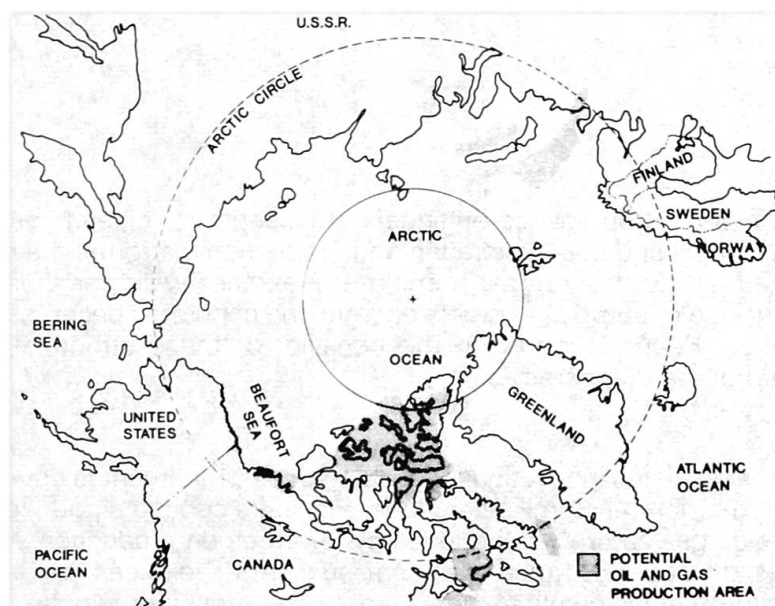 U.S.S.R.
ARCTIC CIRCLE
FINLAND
SWEDEN
NORWAY
ARCTIC
OCEAN
BERING
SEA
UNITED
STATES
BEAUFORT
SEA
GREENLAND
ATLANTIC
OCEAN
PACIFIC
OCEAN
CANADA
POTENTIAL
OIL AND GAS
PRODUCTION AREA